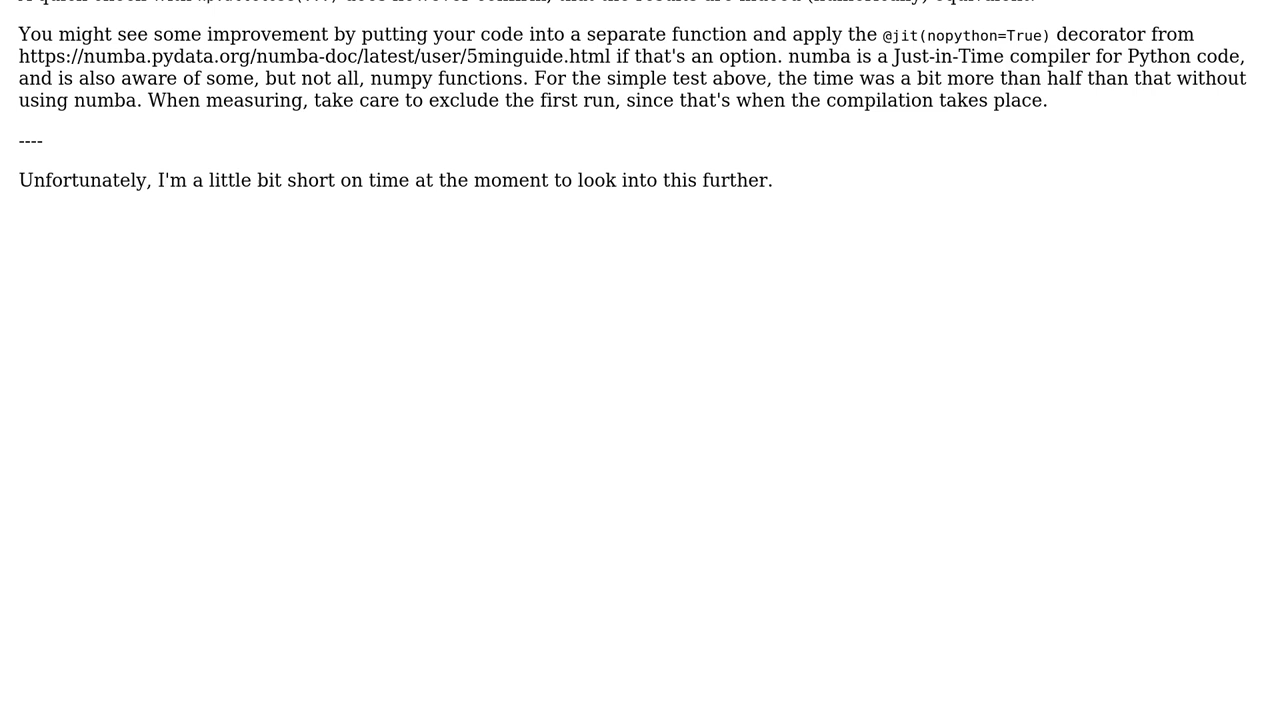 You might see some improvement by putting your code into a separate function and apply the @jit(nopython=True) decorator from
https://numba.pydata.org/numba-doc/latest/user/5minguide.html if that's an option. numba is a Just-in-Time compiler for Python code,
and is also aware of some, but not all, numpy functions. For the simple test above, the time was a bit more than half than that without
using numba. When measuring, take care to exclude the first run, since that's when the compilation takes place.
----
Unfortunately, I'm a little bit short on time at the moment to look into this further.